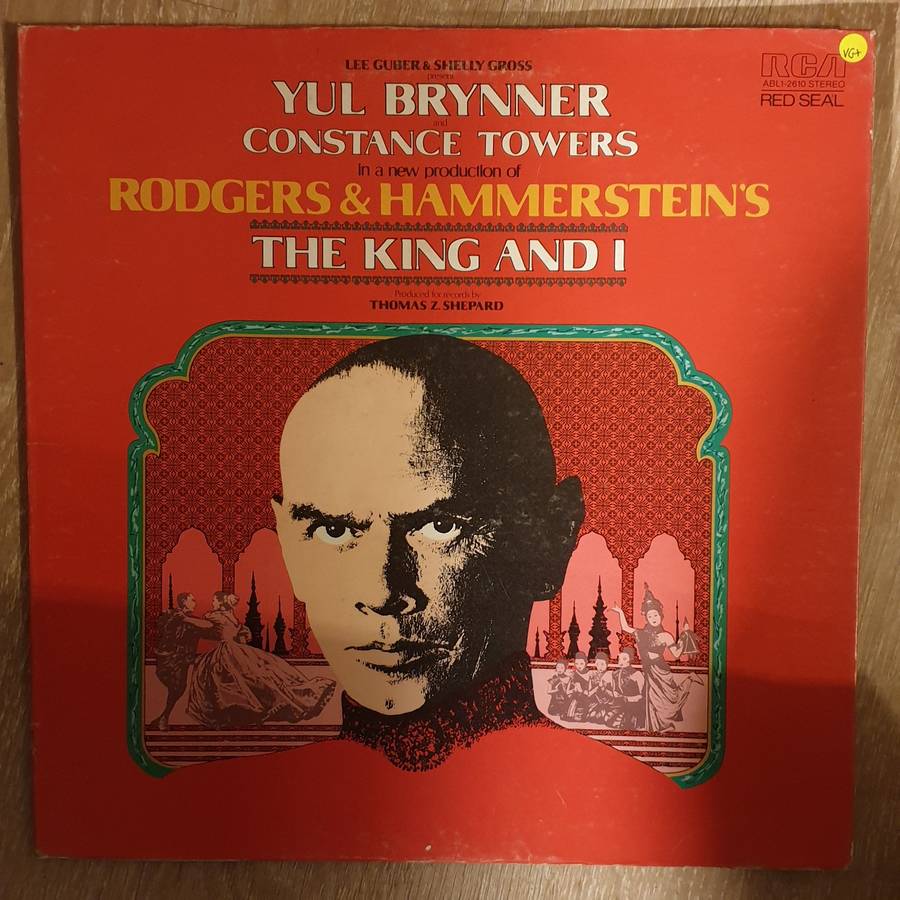 LEE GUBER & SHELLY GROSS
present
YUL BRYNNER
and
CONSTANCE TOWERS
in a new production of
RODGERS & HAMMERSTEIN'S
THE KING AND I
Produced for records by
THOMAS Z. SHEPARD
VG+
RCA
ABL1-2610 STEREO
RED SEAL